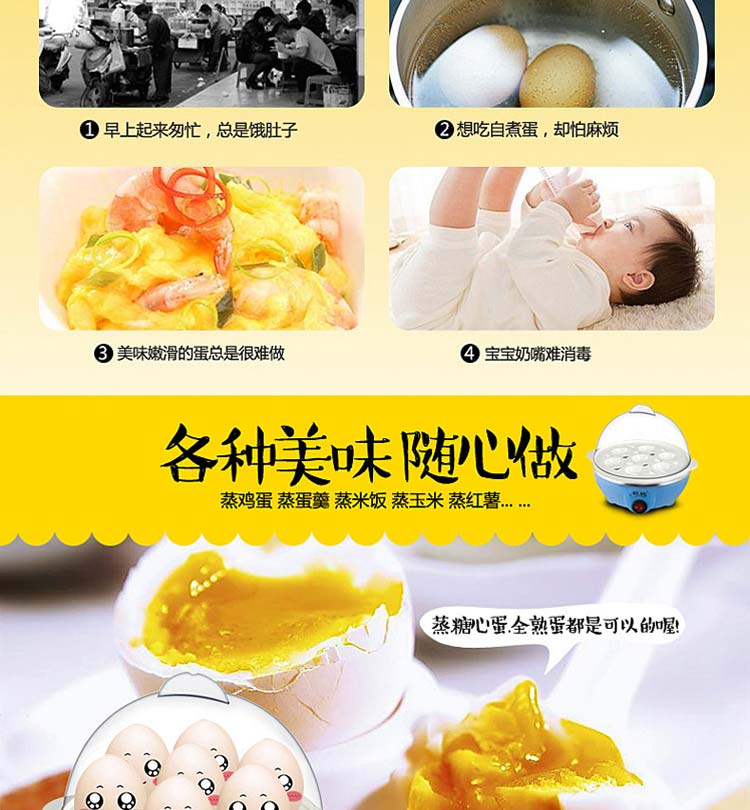 1 早上起来匆忙，总是饿肚子
2 想吃自煮蛋，却怕麻烦
3 美味嫩滑的蛋总是很难做
4 宝宝奶嘴难消毒
各种美味 随心做
蒸鸡蛋 蒸蛋羹 蒸米饭 蒸玉米 蒸红薯... ...
蒸糖心蛋.全熟蛋都是可以的喔!